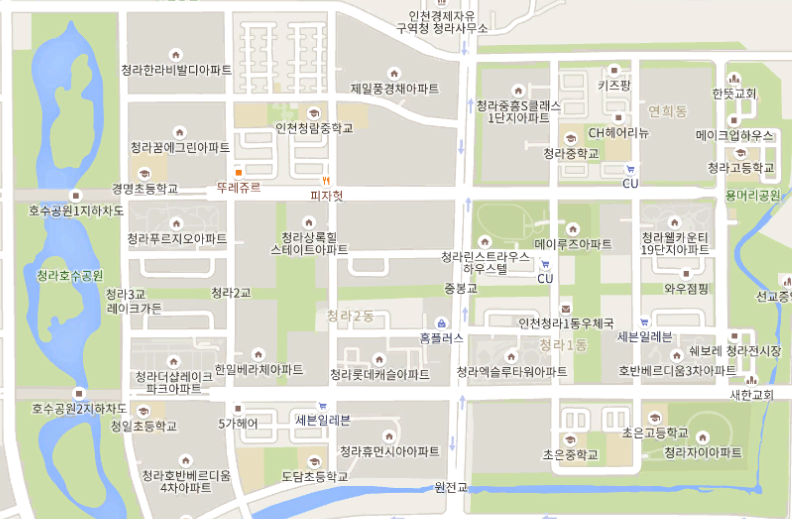 인천경제자유
구역청 청라사무소
청라한라비발디아파트
제일풍경채아파트
키즈팡
한뜻교회
청라중흥S클래스
1단지아파트
연희동
인천청람중학교
CH헤어리뉴
메이크업하우스
청라꿈에그린아파트
청라중학교
청라고등학교
CU
경명초등학교
뚜레쥬르
피자헛
용머리공원
호수공원1지하차도
청라푸르지오아파트
청라상록힐
스테이트아파트
메이루즈아파트
청라웰카운티
19단지아파트
청라린스트라우스
하우스텔
청라호수공원
CU
와우점핑
청라3교
레이크가든
청라2교
중봉교
선교중앙
청라2동
인천청라1동우체국
홈플러스
세븐일레븐
청라1동
쉐보레 청라전시장
한일베라체아파트
청라더샵레이크
파크아파트
청리롯데캐슬아파트
청라엑슬루타워아파트
호반베르디움3차아파트
새한교회
호수공원2지하차도
청일초등학교
5가헤어
세븐일레븐
초은고등학교
청라휴먼시아아파트
초은중학교
청라자이아파트
청라호반베르디움
4차아파트
도담초등학교
원전교